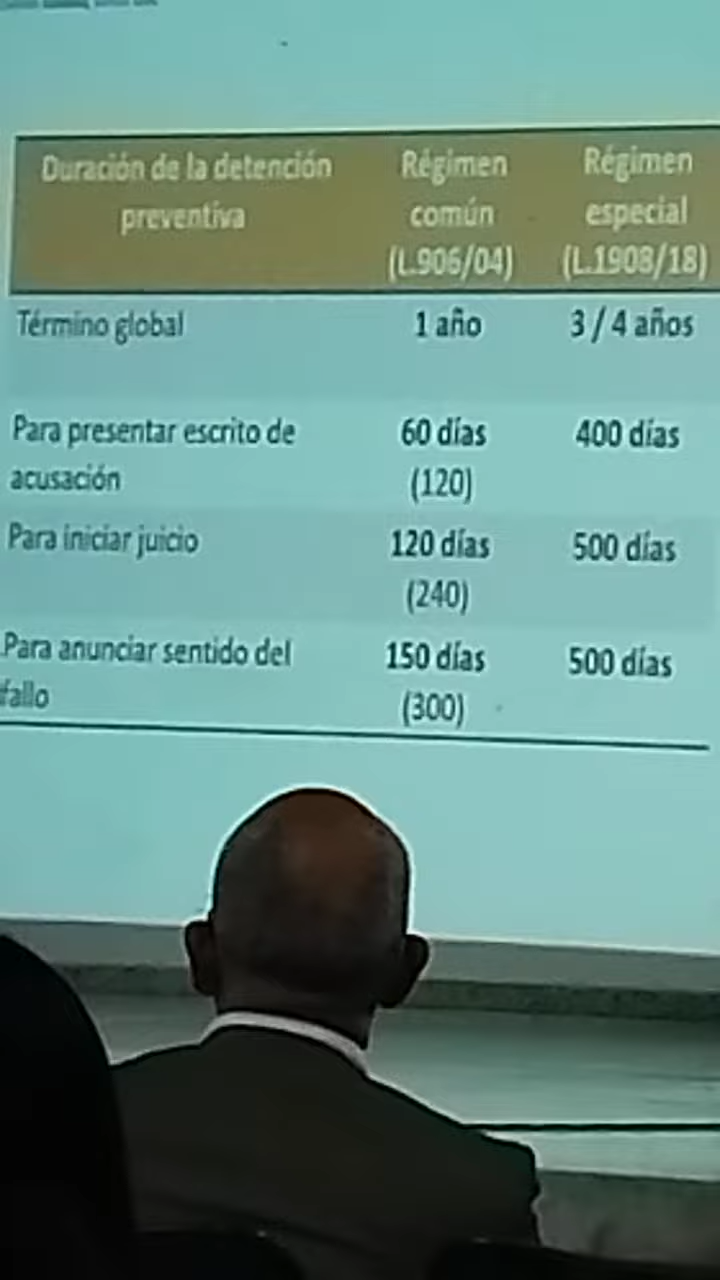 Duración de la detención preventiva
Régimen común (L.906/04)
Régimen especial (L.1908/18)
Término global 1 año 3 / 4 años
Para presentar escrito de acusación 60 días (120) 400 días
Para iniciar juicio 120 días (240) 500 días
Para anunciar sentido del fallo 150 días (300) 500 días